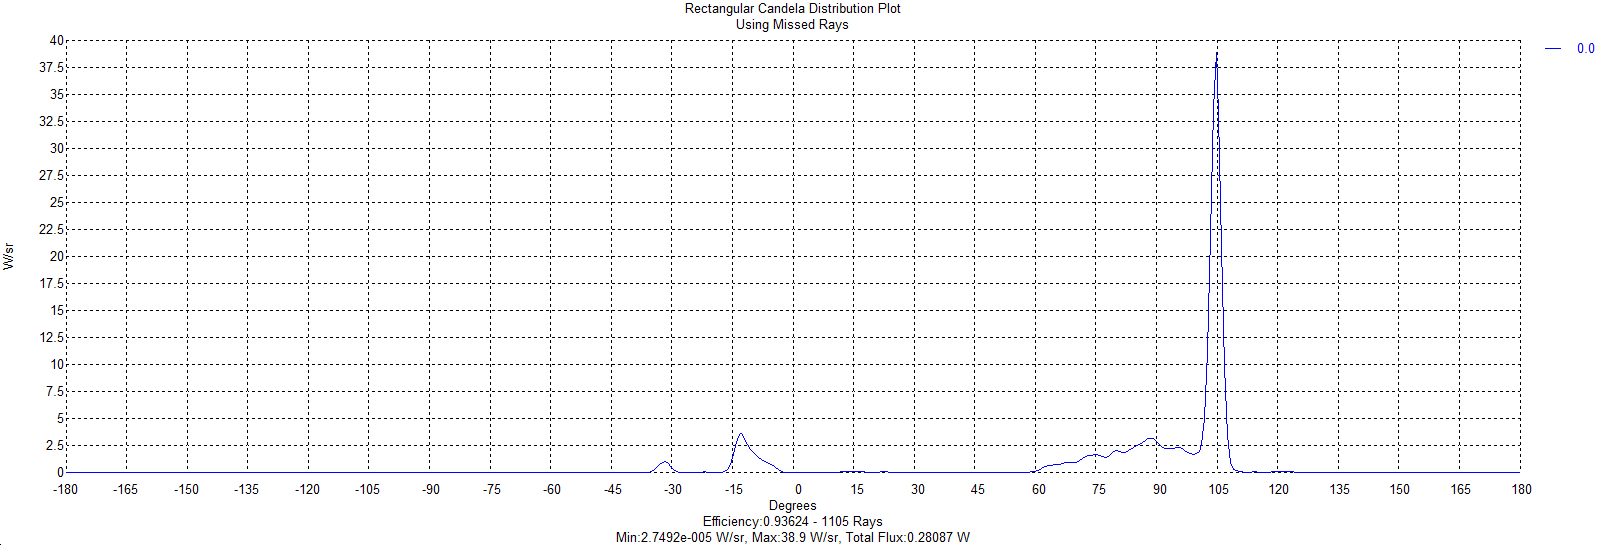 Rectangular Candela Distribution Plot
Using Missed Rays
0.0
40
37.5
35
32.5
30
27.5
25
22.5
20
17.5
15
12.5
10
7.5
5
2.5
0
W/sr
-180 -165 -150 -135 -120 -105 -90 -75 -60 -45 -30 -15 0 15 30 45 60 75 90 105 120 135 150 165 180
Degrees
Efficiency:0.93624 - 1105 Rays
Min:2.7492e-005 W/sr, Max:38.9 W/sr, Total Flux:0.28087 W